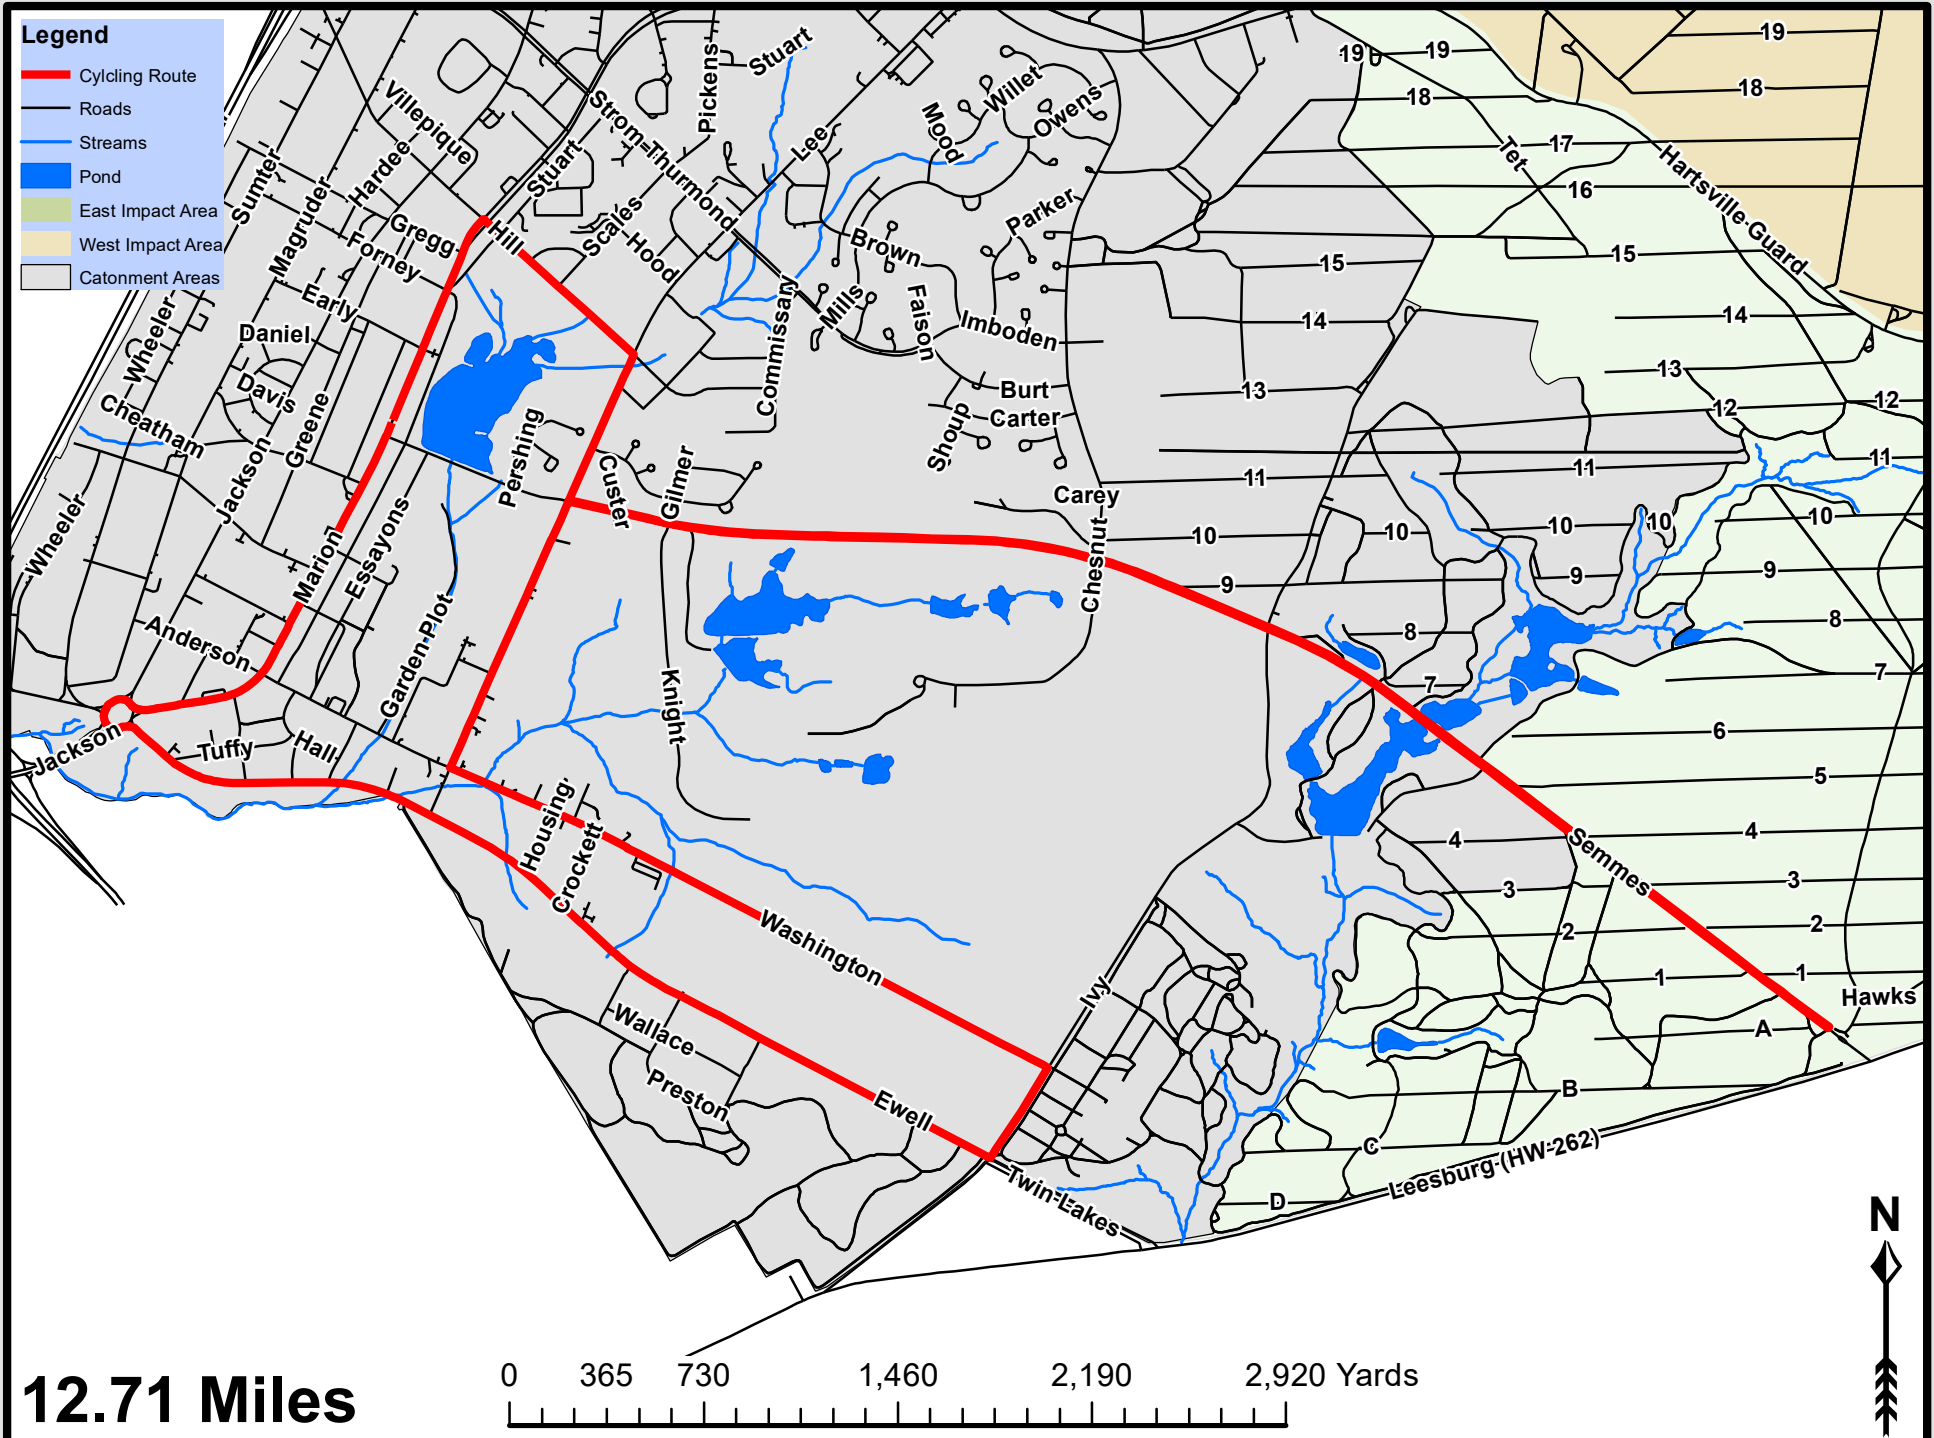 Legend
Cylcling Route
Roads
Streams
Pond
East Impact Area
West Impact Area
Catonment Areas
Stuart
Pickens
Villepique
Strom-Thurmond
Lee
Mood
Willet
Owens
19
19
19
18
18
17
16
15
15
14
14
13
13
12
12
11
11
11
10
10
10
10
10
9
9
9
8
8
7
7
6
5
4
4
3
3
2
2
1
1
A
B
C
D
Tet
Hartsville-Guard
Sumter
Magruder
Hardee
Stuart
Gregg
Forney
Hill
Scales
Hood
Parker
Brown
Early
Daniel
Wheeler
Davis
Cheatham
Greene
Jackson
Commissary
Mills
Faison
Imboden
Burt
Carter
Shoup
Pershing
Custer
Gilmer
Carey
Chesnut
Wheeler
Marion
Essayons
Garden-Plot
Anderson
Knight
Jackson
Tuffy
Hall
Housing
Crockett
Semmes
Washington
Ivy
Hawks
Wallace
Preston
Ewell
Twin-Lakes
Leesburg (HW-262)
N
0 365 730 1,460 2,190 2,920 Yards
12.71 Miles